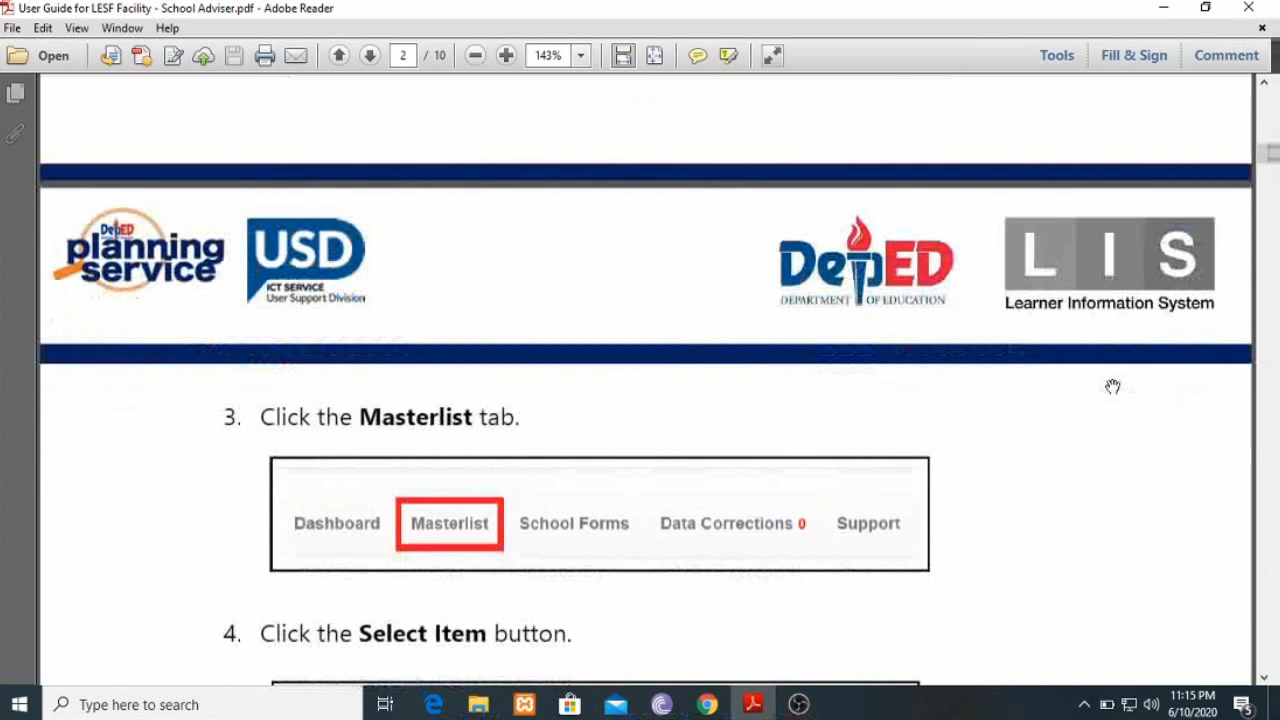 User Guide for LESF Facility - School Adviser.pdf - Adobe Reader
File Edit View Window Help
Open 2 / 10 143% Tools Fill & Sign Comment
DepED
planning
service
USD
ICT SERVICE
User Support Division
DepED
DEPARTMENT OF EDUCATION
LIS
Learner Information System
3. Click the Masterlist tab.
Dashboard Masterlist School Forms Data Corrections 0 Support
4. Click the Select Item button.
Type here to search
11:15 PM
6/10/2020
5